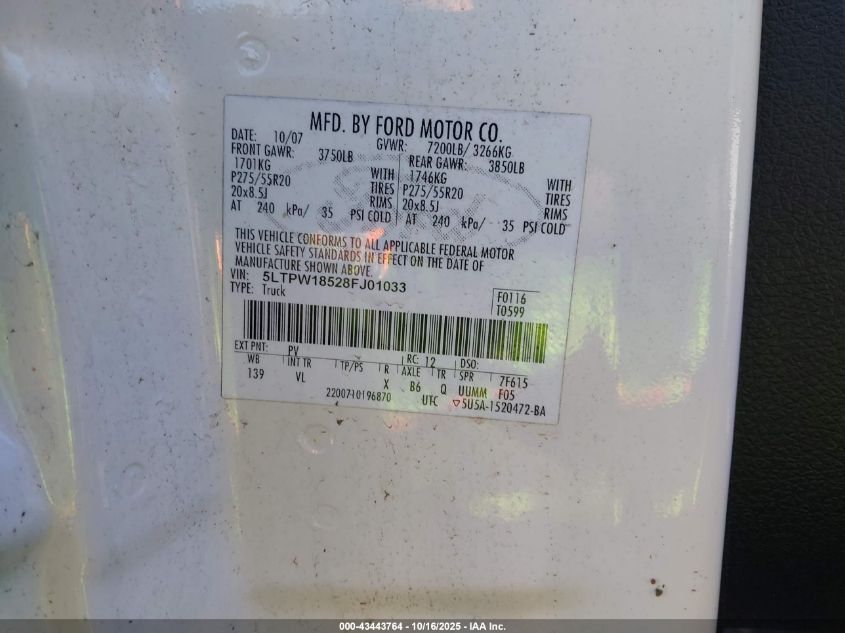 MFD. BY FORD MOTOR CO.
DATE: 10/07 GVWR: 7200LB/ 3266KG
FRONT GAWR: 3750LB REAR GAWR: 3850LB
1701KG WITH 1746KG WITH
P275/55R20 TIRES P275/55R20 TIRES
20x8.5J RIMS 20x8.5J RIMS
AT 240 kPa/ 35 PSI COLD AT 240 kPa/ 35 PSI COLD
THIS VEHICLE CONFORMS TO ALL APPLICABLE FEDERAL MOTOR
VEHICLE SAFETY STANDARDS IN EFFECT ON THE DATE OF
MANUFACTURE SHOWN ABOVE.
VIN: 5LTPW18528FJ01033 F0116
TYPE: Truck T0599
EXT PNT: PV RC: 12 DSO:
WB INT TR TP/PS R AXLE TR SPR 7F615
139 VL X B6 Q UUMM F05
2200710196870 UTC 5U5A-1520472-BA
000-43443764 | 10/16/2025 - IAA Inc.